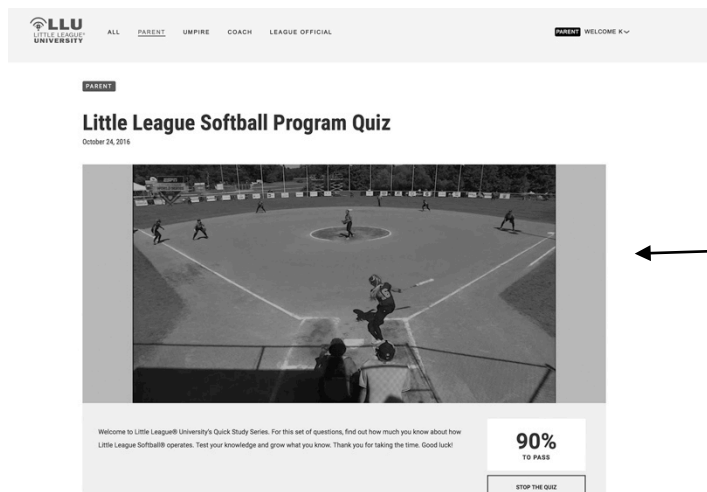 LLU
LITTLE LEAGUE®
UNIVERSITY
ALL PARENT UMPIRE COACH LEAGUE OFFICIAL
PARENT WELCOME K
PARENT
Little League Softball Program Quiz
October 24, 2016
Welcome to Little League® University's Quick Study Series. For this set of questions, find out how much you know about how
Little League Softball® operates. Test your knowledge and grow what you know. Thank you for taking the time. Good luck!
90%
TO PASS
STOP THE QUIZ